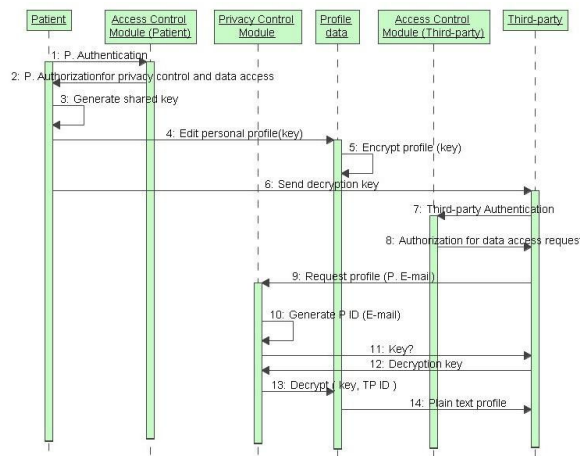 Patient
Access Control
Module (Patient)
Privacy Control
Module
Profile
data
Access Control
Module (Third-party)
Third-party
1: P. Authentication
2: P. Authorizationfor privacy control and data access
3: Generate shared key
4: Edit personal profile(key)
5: Encrypt profile (key)
6: Send decryption key
7: Third-party Authentication
8: Authorization for data access request
9: Request profile (P. E-mail)
10: Generate P ID (E-mail)
11: Key?
12: Decryption key
13: Decrypt ( key, TP ID )
14: Plain text profile